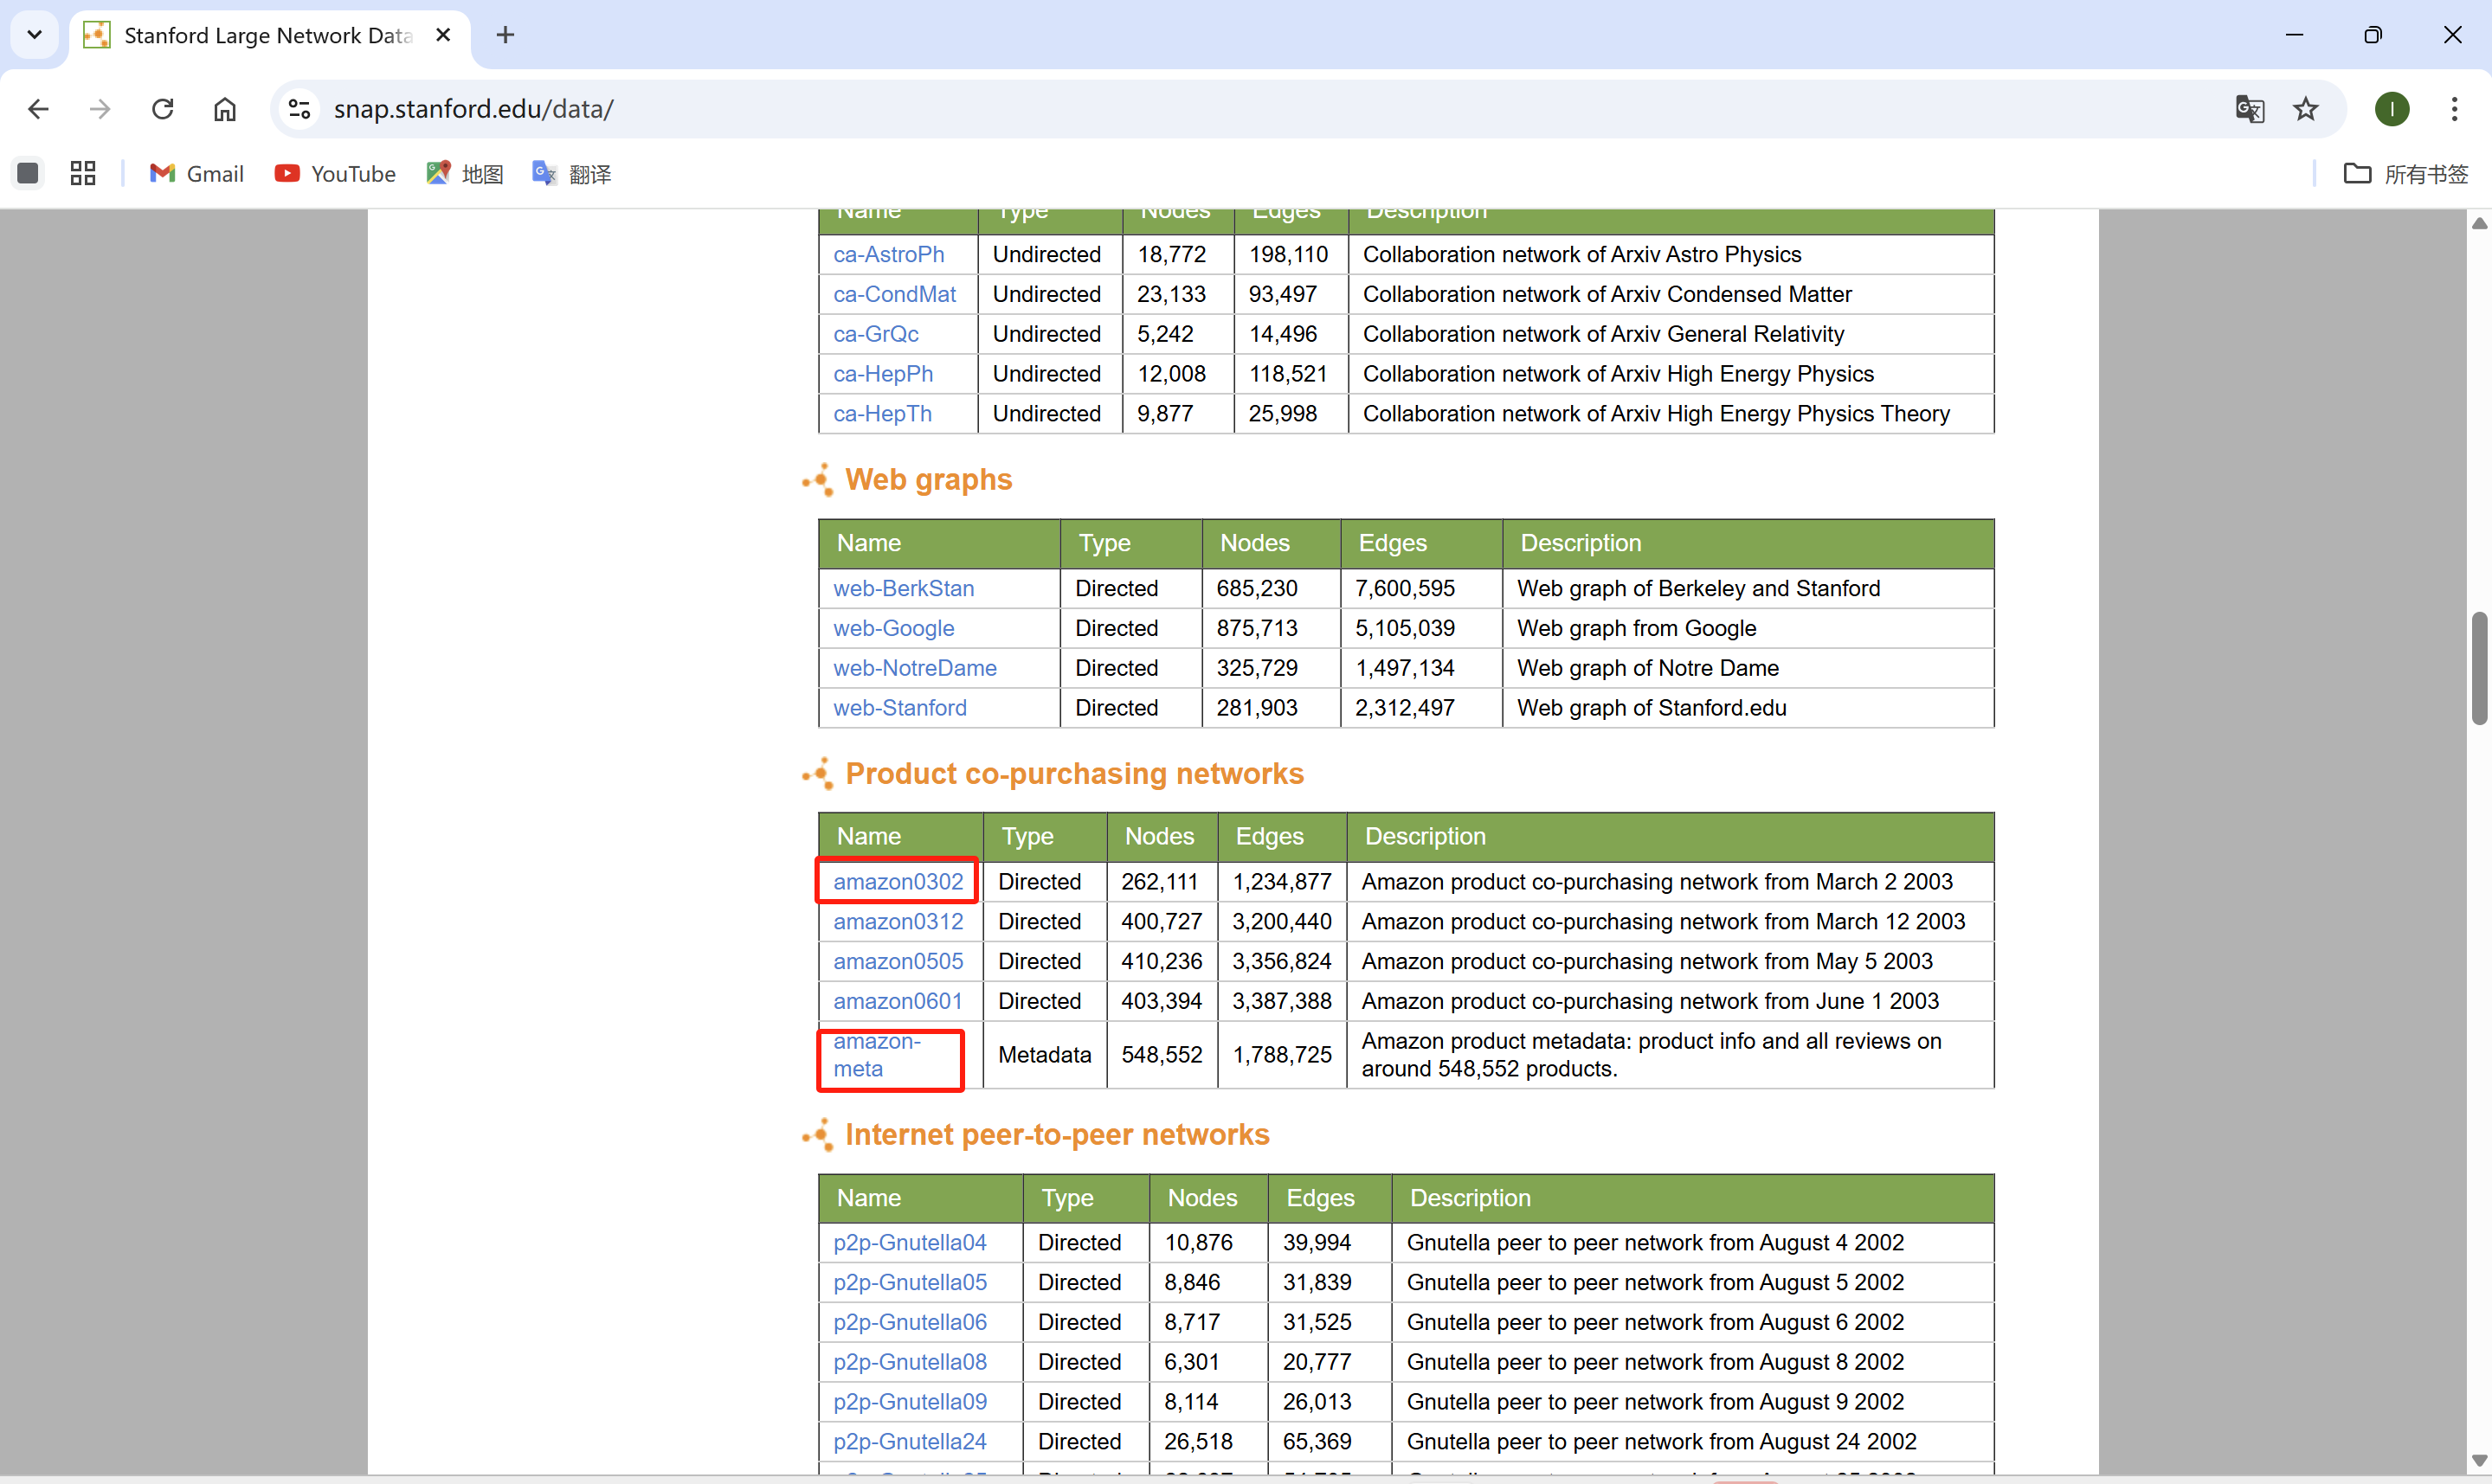 Stanford Large Network Data
snap.stanford.edu/data/
Gmail YouTube 地图 翻译 所有书签
Name Type Nodes Edges Description
ca-AstroPh Undirected 18,772 198,110 Collaboration network of Arxiv Astro Physics
ca-CondMat Undirected 23,133 93,497 Collaboration network of Arxiv Condensed Matter
ca-GrQc Undirected 5,242 14,496 Collaboration network of Arxiv General Relativity
ca-HepPh Undirected 12,008 118,521 Collaboration network of Arxiv High Energy Physics
ca-HepTh Undirected 9,877 25,998 Collaboration network of Arxiv High Energy Physics Theory
Web graphs
Name Type Nodes Edges Description
web-BerkStan Directed 685,230 7,600,595 Web graph of Berkeley and Stanford
web-Google Directed 875,713 5,105,039 Web graph from Google
web-NotreDame Directed 325,729 1,497,134 Web graph of Notre Dame
web-Stanford Directed 281,903 2,312,497 Web graph of Stanford.edu
Product co-purchasing networks
Name Type Nodes Edges Description
amazon0302 Directed 262,111 1,234,877 Amazon product co-purchasing network from March 2 2003
amazon0312 Directed 400,727 3,200,440 Amazon product co-purchasing network from March 12 2003
amazon0505 Directed 410,236 3,356,824 Amazon product co-purchasing network from May 5 2003
amazon0601 Directed 403,394 3,387,388 Amazon product co-purchasing network from June 1 2003
amazon-
meta Metadata 548,552 1,788,725 Amazon product metadata: product info and all reviews on
around 548,552 products.
Internet peer-to-peer networks
Name Type Nodes Edges Description
p2p-Gnutella04 Directed 10,876 39,994 Gnutella peer to peer network from August 4 2002
p2p-Gnutella05 Directed 8,846 31,839 Gnutella peer to peer network from August 5 2002
p2p-Gnutella06 Directed 8,717 31,525 Gnutella peer to peer network from August 6 2002
p2p-Gnutella08 Directed 6,301 20,777 Gnutella peer to peer network from August 8 2002
p2p-Gnutella09 Directed 8,114 26,013 Gnutella peer to peer network from August 9 2002
p2p-Gnutella24 Directed 26,518 65,369 Gnutella peer to peer network from August 24 2002